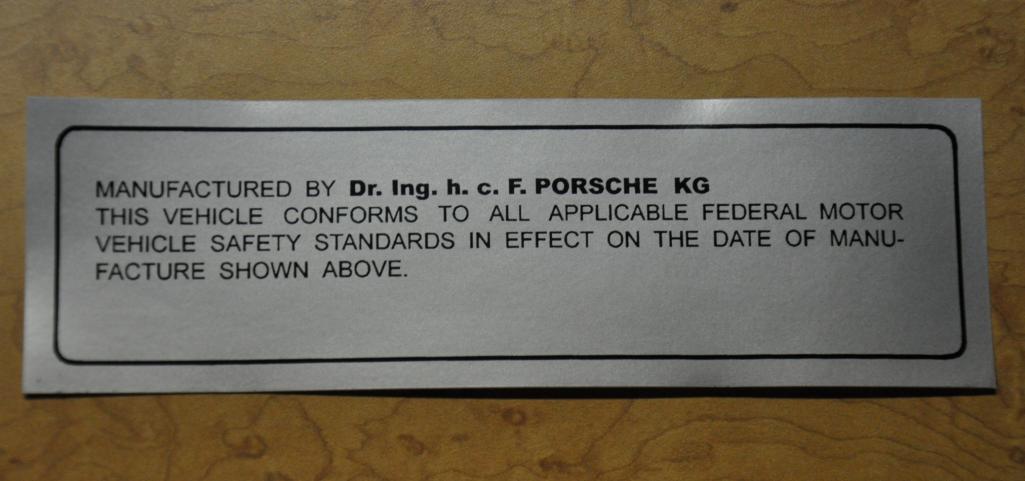 MANUFACTURED BY Dr. Ing. h. c. F. PORSCHE KG
THIS VEHICLE CONFORMS TO ALL APPLICABLE FEDERAL MOTOR
VEHICLE SAFETY STANDARDS IN EFFECT ON THE DATE OF MANU-
FACTURE SHOWN ABOVE.